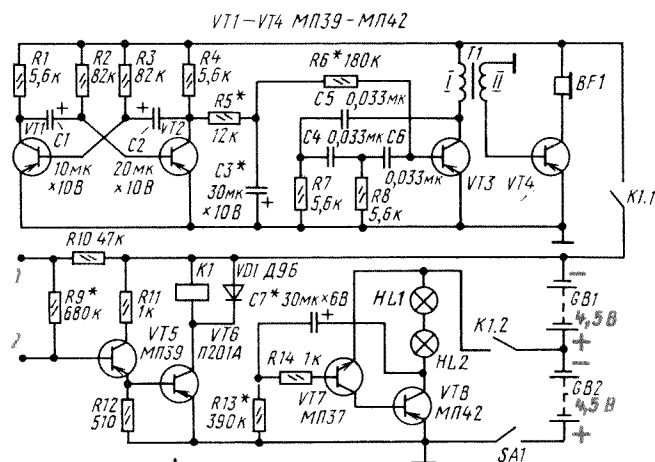 VT1–VT4 МП39–МП42
R1 5,6к
R2 82к
R3 82к
R4 5,6к
R5* 12к
R6* 180к
C5 0,033мк
C4 0,033мк
C6 0,033мк
T1
I
II
BF1
VT1
C1
10мк ×10В
C2
20мк ×10В
VT2
C3* 30мк ×10В
R7 5,6к
R8 5,6к
VT3
VT4
K1.1
1
R10 47к
R9* 680к
2
R11 1к
K1
VD1 Д9Б
C7* 30мк×6В
HL1
HL2
GB1
–
4,5В
+
K1.2
VT5 МП39
VT6 П201А
R14 1к
VT7 МП37
VT8 МП42
GB2
–
4,5В
+
R12 510
R13* 390к
SA1